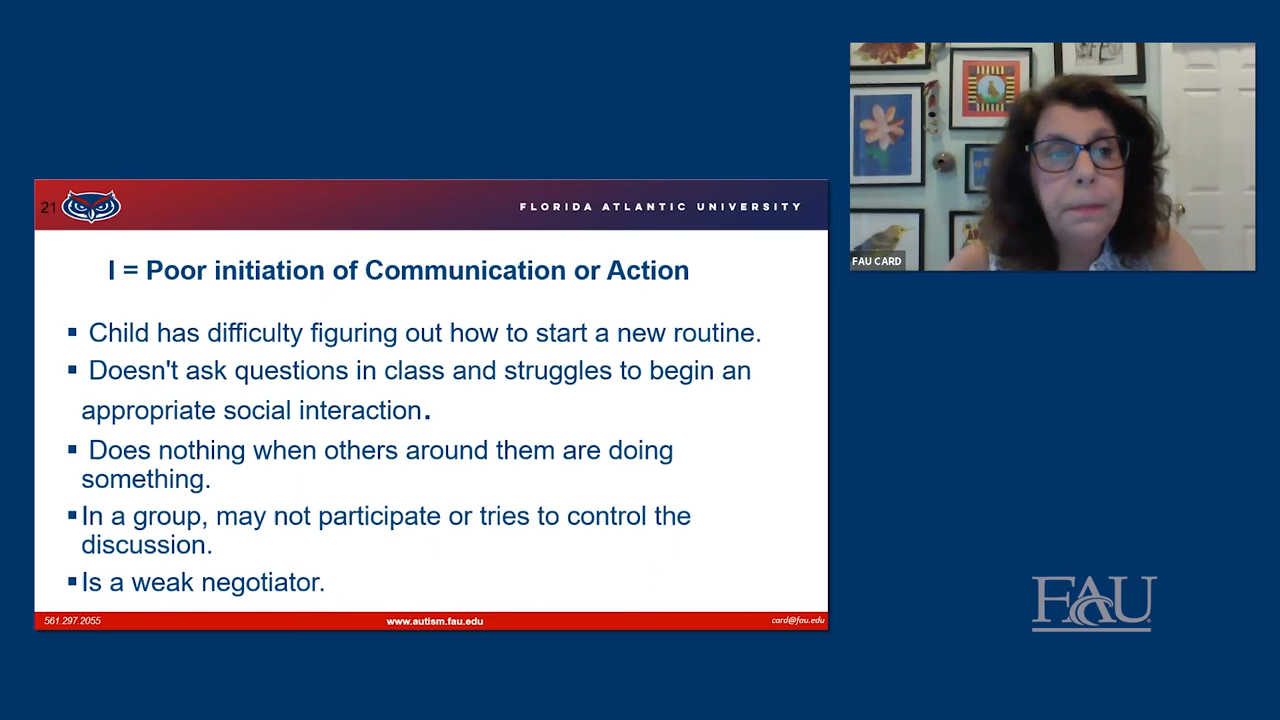 21
FLORIDA ATLANTIC UNIVERSITY
I = Poor initiation of Communication or Action
▪ Child has difficulty figuring out how to start a new routine.
▪ Doesn't ask questions in class and struggles to begin an
appropriate social interaction.
▪ Does nothing when others around them are doing
something.
▪In a group, may not participate or tries to control the
discussion.
▪Is a weak negotiator.
561.297.2055
www.autism.fau.edu
card@fau.edu
FAU CARD
FAU